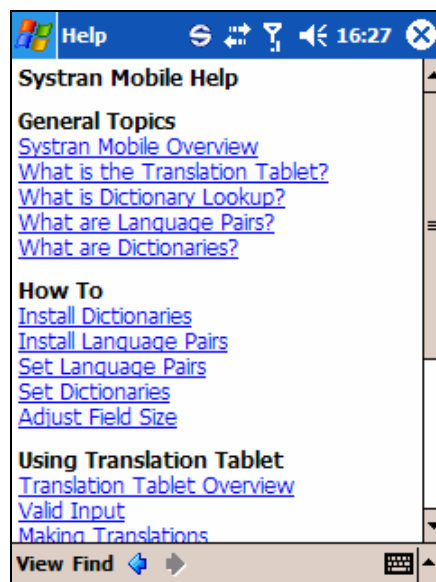 Help 16:27
Systran Mobile Help
General Topics
Systran Mobile Overview
What is the Translation Tablet?
What is Dictionary Lookup?
What are Language Pairs?
What are Dictionaries?
How To
Install Dictionaries
Install Language Pairs
Set Language Pairs
Set Dictionaries
Adjust Field Size
Using Translation Tablet
Translation Tablet Overview
Valid Input
Making Translations
View Find